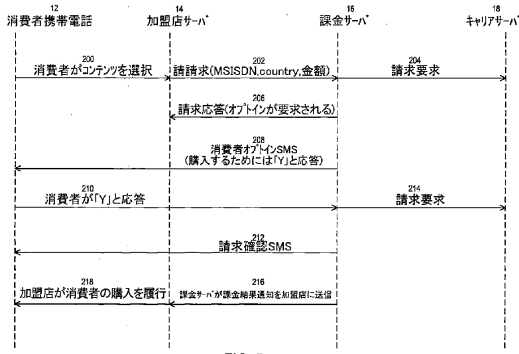 12
消費者携帯電話
14
加盟店サーバ
16
課金サーバ
18
キャリアサーバ
200
消費者がコンテンツを選択
202
請請求(MSISDN,country,金額)
204
請求要求
206
請求応答(オプトインが要求される)
208
消費者オプトインSMS
(購入するためには「Y」と応答)
210
消費者が「Y」と応答
214
請求要求
212
請求確認SMS
218
加盟店が消費者の購入を履行
216
課金サーバが課金結果通知を加盟店に送信